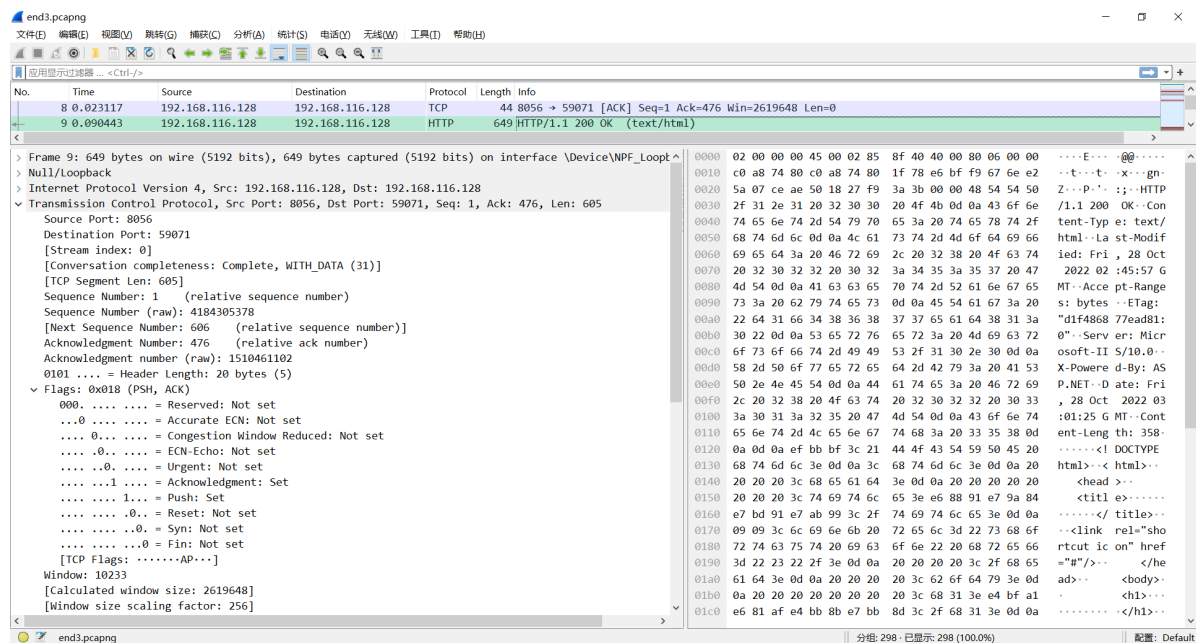 end3.pcapng
文件(F) 编辑(E) 视图(V) 跳转(G) 捕获(C) 分析(A) 统计(S) 电话(Y) 无线(W) 工具(T) 帮助(H)
应用显示过滤器 … <Ctrl-/>
No. Time Source Destination Protocol Length Info
8 0.023117 192.168.116.128 192.168.116.128 TCP 44 8056 → 59071 [ACK] Seq=1 Ack=476 Win=2619648 Len=0
9 0.090443 192.168.116.128 192.168.116.128 HTTP 649 HTTP/1.1 200 OK (text/html)
Frame 9: 649 bytes on wire (5192 bits), 649 bytes captured (5192 bits) on interface \Device\NPF_Loopb
Null/Loopback
Internet Protocol Version 4, Src: 192.168.116.128, Dst: 192.168.116.128
Transmission Control Protocol, Src Port: 8056, Dst Port: 59071, Seq: 1, Ack: 476, Len: 605
Source Port: 8056
Destination Port: 59071
[Stream index: 0]
[Conversation completeness: Complete, WITH_DATA (31)]
[TCP Segment Len: 605]
Sequence Number: 1 (relative sequence number)
Sequence Number (raw): 4184305378
[Next Sequence Number: 606 (relative sequence number)]
Acknowledgment Number: 476 (relative ack number)
Acknowledgment number (raw): 1510461102
0101 .... = Header Length: 20 bytes (5)
Flags: 0x018 (PSH, ACK)
000. .... .... = Reserved: Not set
...0 .... .... = Accurate ECN: Not set
.... 0... .... = Congestion Window Reduced: Not set
.... .0.. .... = ECN-Echo: Not set
.... ..0. .... = Urgent: Not set
.... ...1 .... = Acknowledgment: Set
.... .... 1... = Push: Set
.... .... .0.. = Reset: Not set
.... .... ..0. = Syn: Not set
.... .... ...0 = Fin: Not set
[TCP Flags: ·······AP···]
Window: 10233
[Calculated window size: 2619648]
[Window size scaling factor: 256]
0000 02 00 00 00 45 00 02 85 8f 40 40 00 80 06 00 00 ····E··· ·@@·····
0010 c0 a8 74 80 c0 a8 74 80 1f 78 e6 bf f9 67 6e e2 ··t···t· ·x···gn·
0020 5a 07 ce ae 50 18 27 f9 3a 3b 00 00 48 54 54 50 Z···P·'· :;··HTTP
0030 2f 31 2e 31 20 32 30 30 20 4f 4b 0d 0a 43 6f 6e /1.1 200 OK··Con
0040 74 65 6e 74 2d 54 79 70 65 3a 20 74 65 78 74 2f tent-Typ e: text/
0050 68 74 6d 6c 0d 0a 4c 61 73 74 2d 4d 6f 64 69 66 html··La st-Modif
0060 69 65 64 3a 20 46 72 69 2c 20 32 38 20 4f 63 74 ied: Fri , 28 Oct
0070 20 32 30 32 32 20 30 32 3a 34 35 3a 35 37 20 47 2022 02 :45:57 G
0080 4d 54 0d 0a 41 63 63 65 70 74 2d 52 61 6e 67 65 MT··Acce pt-Range
0090 73 3a 20 62 79 74 65 73 0d 0a 45 54 61 67 3a 20 s: bytes ··ETag:
00a0 22 64 31 66 34 38 36 38 37 37 65 61 64 38 31 3a "d1f4868 77ead81:
00b0 30 22 0d 0a 53 65 72 76 65 72 3a 20 4d 69 63 72 0"··Serv er: Micr
00c0 6f 73 6f 66 74 2d 49 49 53 2f 31 30 2e 30 0d 0a osoft-II S/10.0··
00d0 58 2d 50 6f 77 65 72 65 64 2d 42 79 3a 20 41 53 X-Powere d-By: AS
00e0 50 2e 4e 45 54 0d 0a 44 61 74 65 3a 20 46 72 69 P.NET··D ate: Fri
00f0 2c 20 32 38 20 4f 63 74 20 32 30 32 32 20 30 33 , 28 Oct 2022 03
0100 3a 30 31 3a 32 35 20 47 4d 54 0d 0a 43 6f 6e 74 :01:25 G MT··Cont
0110 65 6e 74 2d 4c 65 6e 67 74 68 3a 20 33 35 38 0d ent-Leng th: 358·
0120 0a 0d 0a ef bb bf 3c 21 44 4f 43 54 59 50 45 20 ······<! DOCTYPE
0130 68 74 6d 6c 3e 0d 0a 3c 68 74 6d 6c 3e 0d 0a 20 html>··< html>··
0140 20 20 20 3c 68 65 61 64 3e 0d 0a 20 20 20 20 20 <head >··
0150 20 20 20 3c 74 69 74 6c 65 3e e6 88 91 e7 9a 84 <titl e>······
0160 e7 bd 91 e7 ab 99 3c 2f 74 69 74 6c 65 3e 0d 0a ······</ title>··
0170 09 09 3c 6c 69 6e 6b 20 72 65 6c 3d 22 73 68 6f ··<link rel="sho
0180 72 74 63 75 74 20 69 63 6f 6e 22 20 68 72 65 66 rtcut ic on" href
0190 3d 22 23 22 2f 3e 0d 0a 20 20 20 20 3c 2f 68 65 ="#"/>·· </he
01a0 61 64 3e 0d 0a 20 20 20 20 3c 62 6f 64 79 3e 0d ad>·· <body>·
01b0 0a 20 20 20 20 20 20 20 20 3c 68 31 3e e4 bf a1 · <h1>···
01c0 e6 81 af e4 bb 8b e7 bb 8d 3c 2f 68 31 3e 0d 0a ········ ·</h1>··
end3.pcapng
分组: 298 · 已显示: 298 (100.0%)
配置: Default